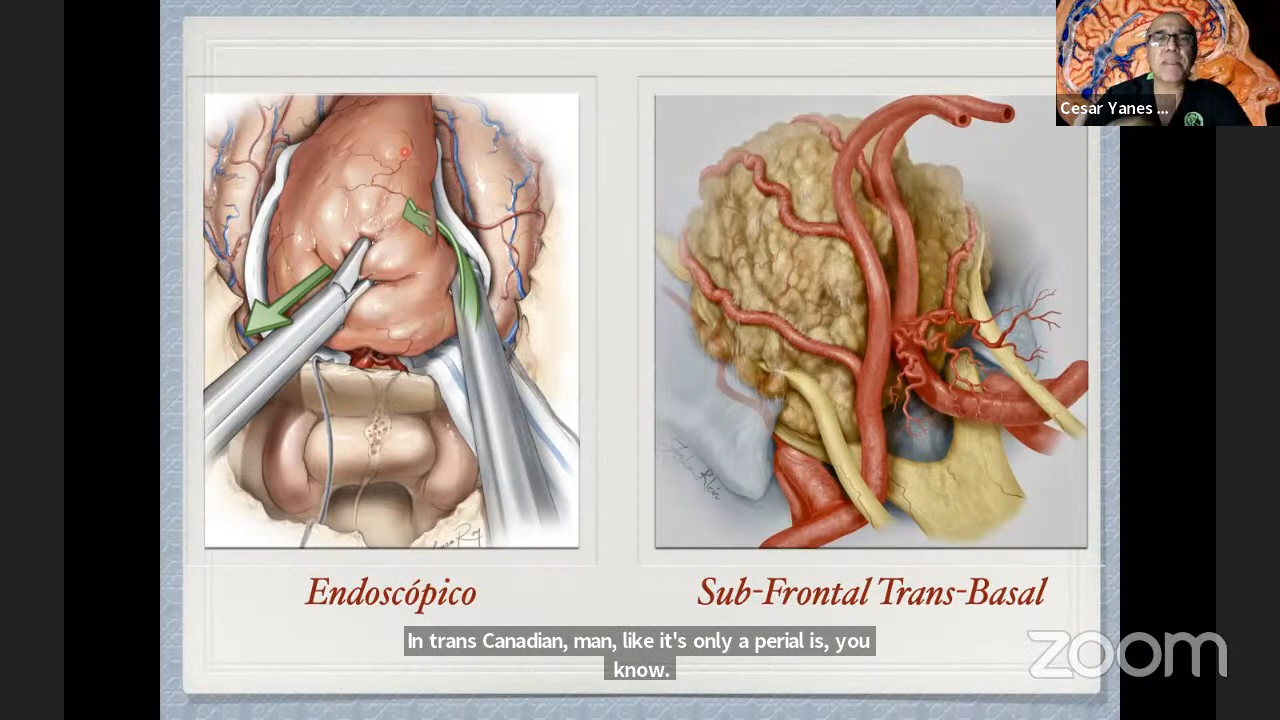 Cesar Yanes ...
Endoscópico
Sub-Frontal Trans-Basal
In trans Canadian, man, like it's only a perial is, you
know.
zoom